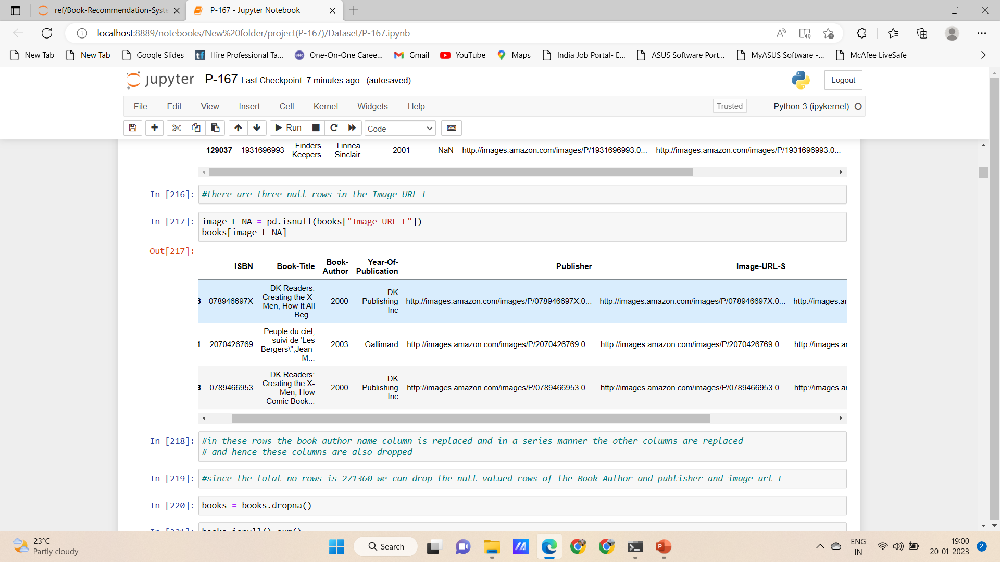 ref/Book-Recommendation-Syste
P-167 - Jupyter Notebook
localhost:8889/notebooks/New%20folder/project(P-167)/Dataset/P-167.ipynb
New Tab
New Tab
Google Slides
tf Hire Professional Ta...
UHC One-On-One Caree...
Gmail
YouTube
Maps
India Job Portal- E...
ASUS Software Port...
MyASUS Software -...
McAfee LiveSafe
jupyter P-167 Last Checkpoint: 7 minutes ago (autosaved)
Logout
File Edit View Insert Cell Kernel Widgets Help
Trusted
Python 3 (ipykernel)
Run
Code
129037 1931696993 Finders Keepers Linnea Sinclair 2001 NaN http://images.amazon.com/images/P/1931696993.0... http://images.amazon.com/images/P/1931696993.0...
In [216]: #there are three null rows in the Image-URL-L
In [217]: image_L_NA = pd.isnull(books["Image-URL-L"])
books[image_L_NA]
Out[217]:
ISBN Book-Title Book-Author Year-Of-Publication Publisher Image-URL-S
3 078946697X DK Readers: Creating the X-Men, How It All Beg... 2000 DK Publishing Inc http://images.amazon.com/images/P/078946697X.0... http://images.amazon.com/images/P/078946697X.0... http://images.ar
1 2070426769 Peuple du ciel, suivi de 'Les Bergers\";Jean-M... 2003 Gallimard http://images.amazon.com/images/P/2070426769.0... http://images.amazon.com/images/P/2070426769.0... http://images.ar
3 0789466953 DK Readers: Creating the X-Men, How Comic Book... 2000 DK Publishing Inc http://images.amazon.com/images/P/0789466953.0... http://images.amazon.com/images/P/0789466953.0... http://images.ar
In [218]: #in these rows the book author name column is replaced and in a series manner the other columns are replaced
# and hence these columns are also dropped
In [219]: #since the total no rows is 271360 we can drop the null valued rows of the Book-Author and publisher and image-url-L
In [220]: books = books.dropna()
In [221]: books.isnull().sum()
23°C
Partly cloudy
Search
ENG
IN
19:00
20-01-2023
2